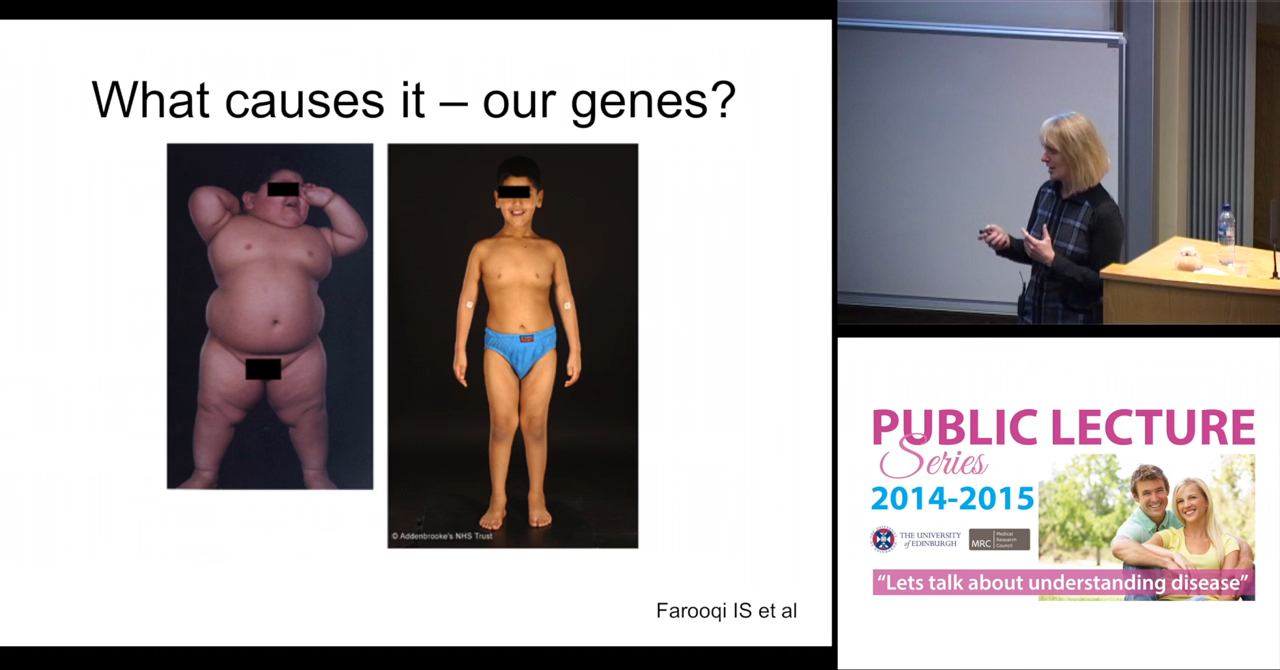 What causes it – our genes?
© Addenbrooke's NHS Trust
Farooqi IS et al
PUBLIC LECTURE
Series
2014-2015
THE UNIVERSITY
of EDINBURGH
MRC
Medical
Research
Council
“Lets talk about understanding disease”